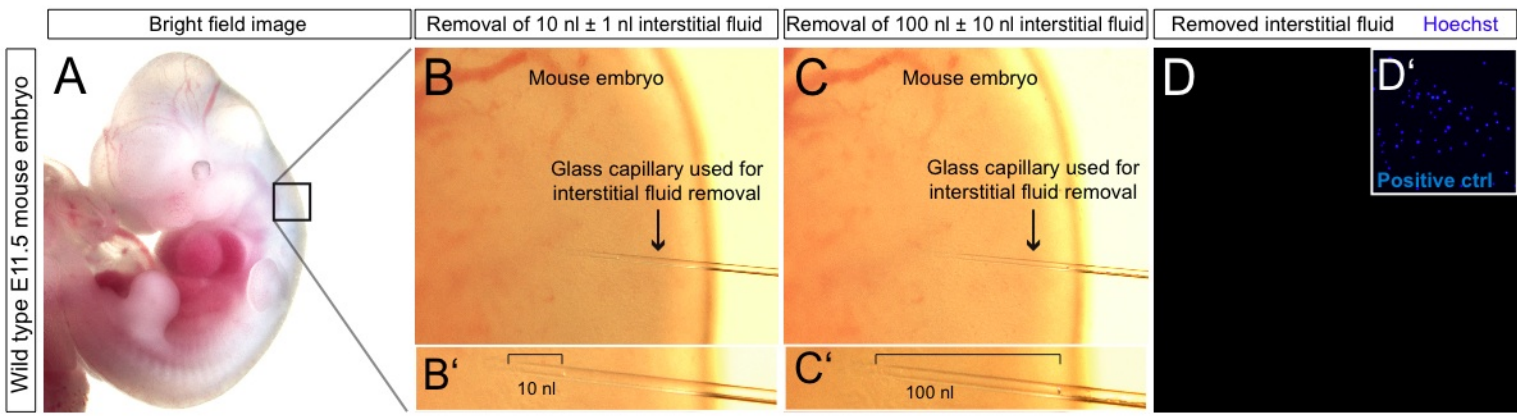 Bright field image
Removal of 10 nl ± 1 nl interstitial fluid
Removal of 100 nl ± 10 nl interstitial fluid
Removed interstitial fluid Hoechst
Wild type E11.5 mouse embryo
A
B
Mouse embryo
Glass capillary used for
interstitial fluid removal
B‘
10 nl
C
Mouse embryo
Glass capillary used for
interstitial fluid removal
C‘
100 nl
D
D‘
Positive ctrl